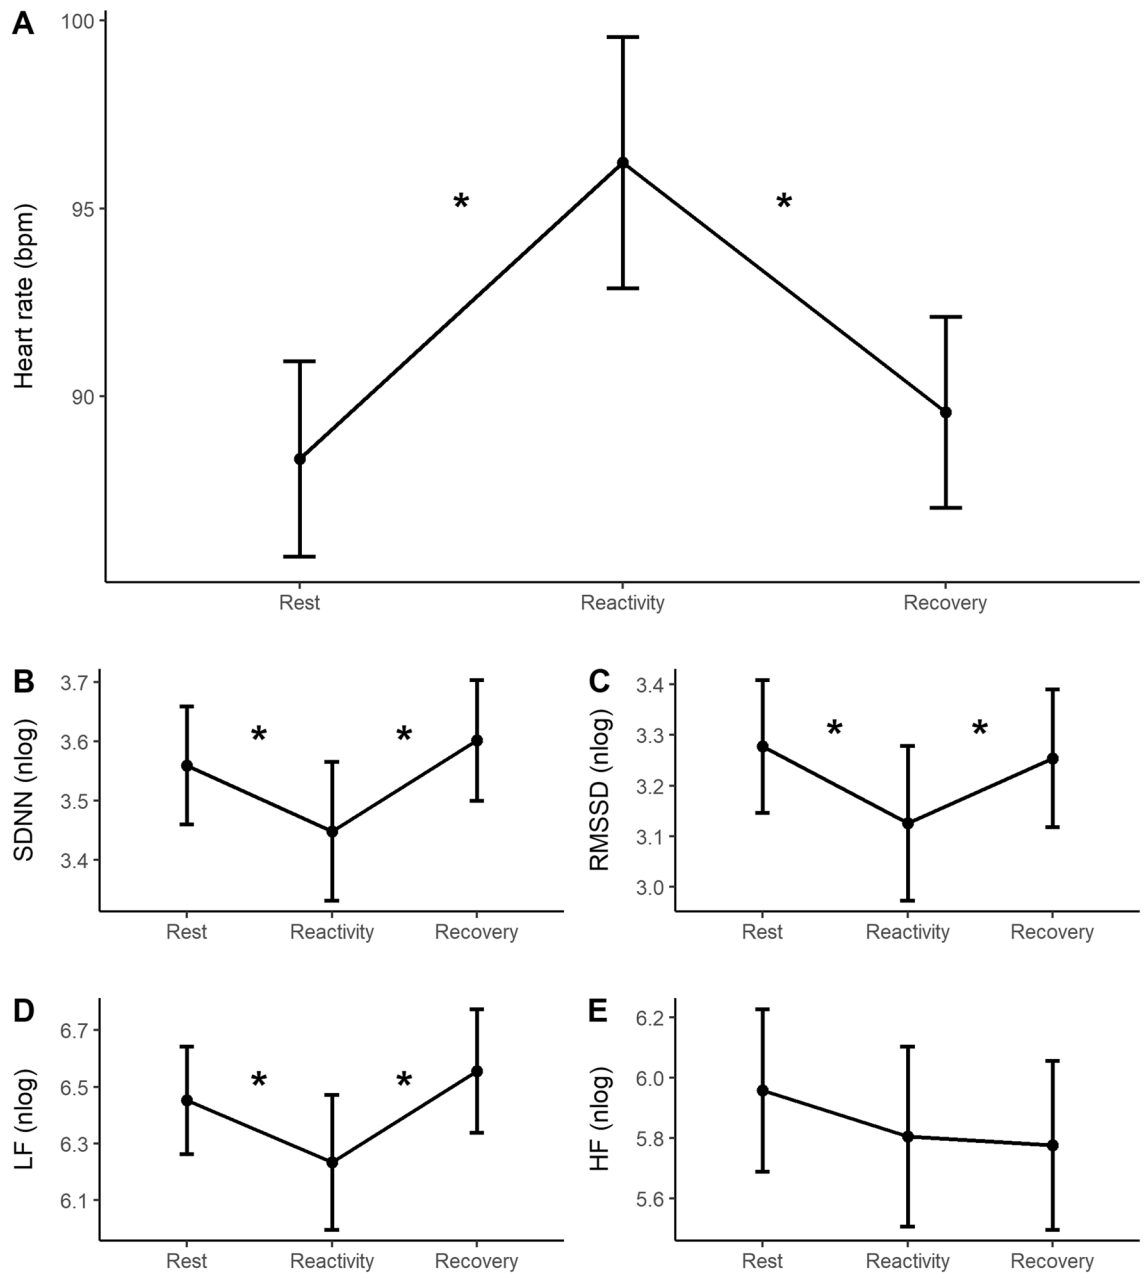 A
Heart rate (bpm)
100
95
90
*
*
Rest
Reactivity
Recovery
B
SDNN (nlog)
3.7
3.6
3.5
3.4
*
*
Rest
Reactivity
Recovery
C
RMSSD (nlog)
3.4
3.3
3.2
3.1
3.0
*
*
Rest
Reactivity
Recovery
D
LF (nlog)
6.7
6.5
6.3
6.1
*
*
Rest
Reactivity
Recovery
E
HF (nlog)
6.2
6.0
5.8
5.6
Rest
Reactivity
Recovery